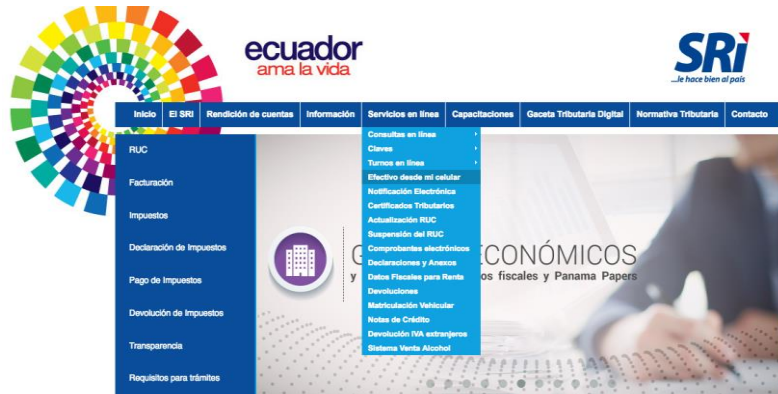 ecuador
ama la vida
SRi
...le hace bien al país
Inicio El SRI Rendición de cuentas Información Servicios en línea Capacitaciones Gaceta Tributaria Digital Normativa Tributaria Contacto
RUC
Facturación
Impuestos
Declaración de Impuestos
Pago de Impuestos
Devolución de Impuestos
Transparencia
Requisitos para trámites
Consultas en línea
Claves
Turnos en línea
Efectivo desde mi celular
Notificación Electrónica
Certificados Tributarios
Actualización RUC
Suspensión del RUC
Comprobantes electrónicos
Declaraciones y Anexos
Datos Fiscales para Renta
Devoluciones
Matriculación Vehicular
Notas de Crédito
Devolución IVA extranjeros
Sistema Venta Alcohol
G ECONÓMICOS
y os fiscales y Panama Papers